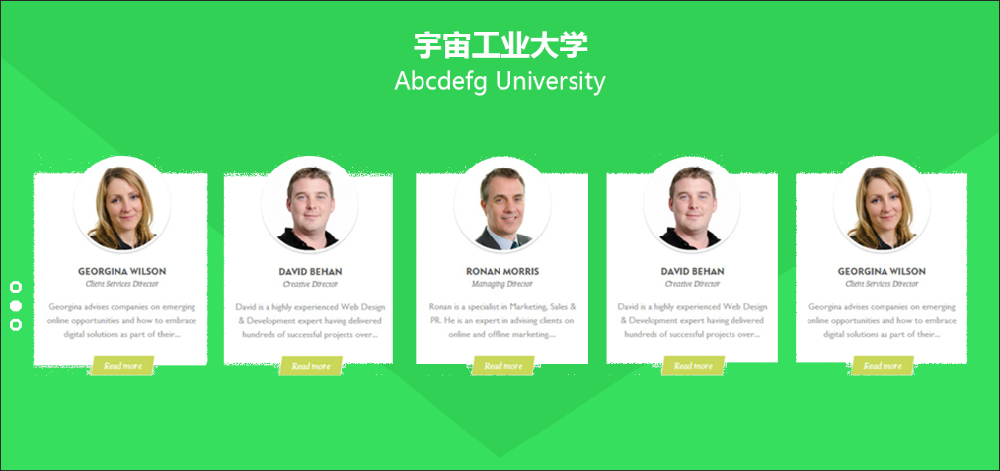 宇宙工业大学
Abcdefg University
GEORGINA WILSON
Client Services Director
Georgina advises companies on emerging
online opportunities and how to embrace
digital solutions as part of their...
Read more
DAVID BEHAN
Creative Director
David is a highly experienced Web Design
& Development expert having delivered
hundreds of successful projects over...
Read more
RONAN MORRIS
Managing Director
Ronan is a specialist in Marketing, Sales &
PR. He is an expert in advising clients on
online and offline marketing....
Read more
DAVID BEHAN
Creative Director
David is a highly experienced Web Design
& Development expert having delivered
hundreds of successful projects over...
Read more
GEORGINA WILSON
Client Services Director
Georgina advises companies on emerging
online opportunities and how to embrace
digital solutions as part of their...
Read more